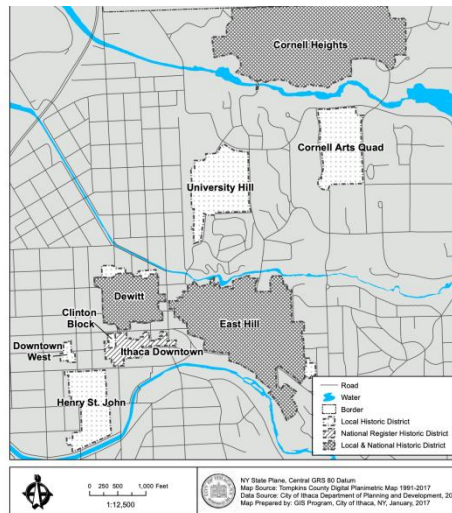 Cornell Heights
Cornell Arts Quad
University Hill
Dewitt
Clinton
Block
East Hill
Downtown
West
Ithaca Downtown
Henry St. John
Road
Water
Border
Local Historic District
National Register Historic District
Local & National Historic District
0 250 500 1,000 Feet
1:12,500
NY State Plane, Central GRS 80 Datum
Map Source: Tompkins County Digital Planimetric Map 1991-2017
Data Source: City of Ithaca Department of Planning and Development, 20
Map Prepared by: GIS Program, City of Ithaca, NY, January, 2017